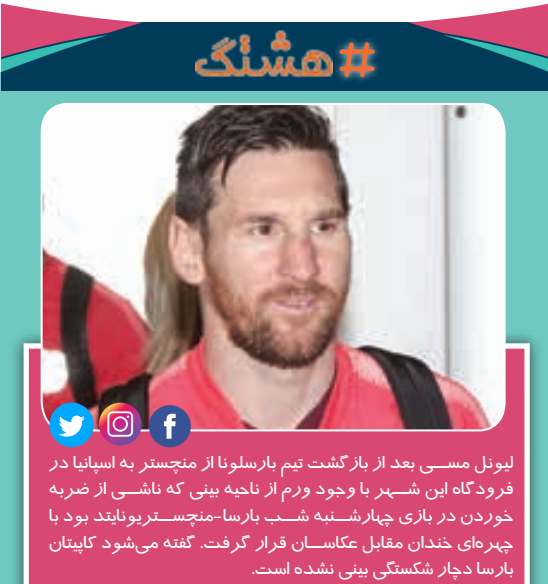 #هشتگ
لیونل مسی بعد از بازگشت تیم بارسلونا از منچستر به اسپانیا در
فرودگاه این شهر با وجود ورم از ناحیه بینی که ناشی از ضربه
خوردن در بازی چهارشنبه شب بارسا-منچستریونایتد بود با
چهره‌ای خندان مقابل عکاسان قرار گرفت. گفته می‌شود کاپیتان
بارسا دچار شکستگی بینی نشده است.